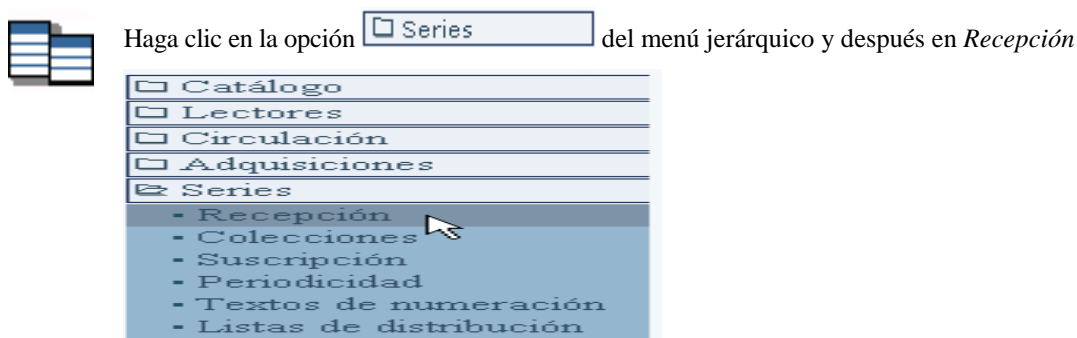 Haga clic en la opción Series del menú jerárquico y después en Recepción
Catálogo
Lectores
Circulación
Adquisiciones
Series
Recepción
Colecciones
Suscripción
Periodicidad
Textos de numeración
Listas de distribución